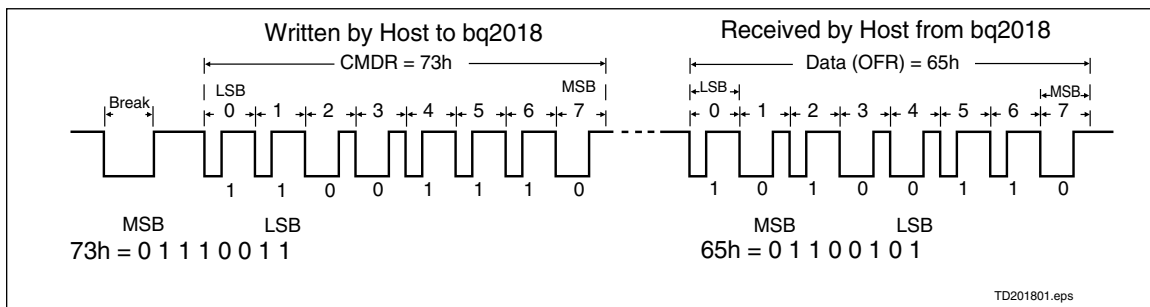 Written by Host to bq2018
Received by Host from bq2018
CMDR = 73h
Data (OFR) = 65h
Break
LSB
MSB
LSB
MSB
0 1 2 3 4 5 6 7
0 1 2 3 4 5 6 7
1 1 0 0 1 1 1 0
1 0 1 0 0 1 1 0
MSB LSB
73h = 0 1 1 1 0 0 1 1
MSB LSB
65h = 0 1 1 0 0 1 0 1
TD201801.eps